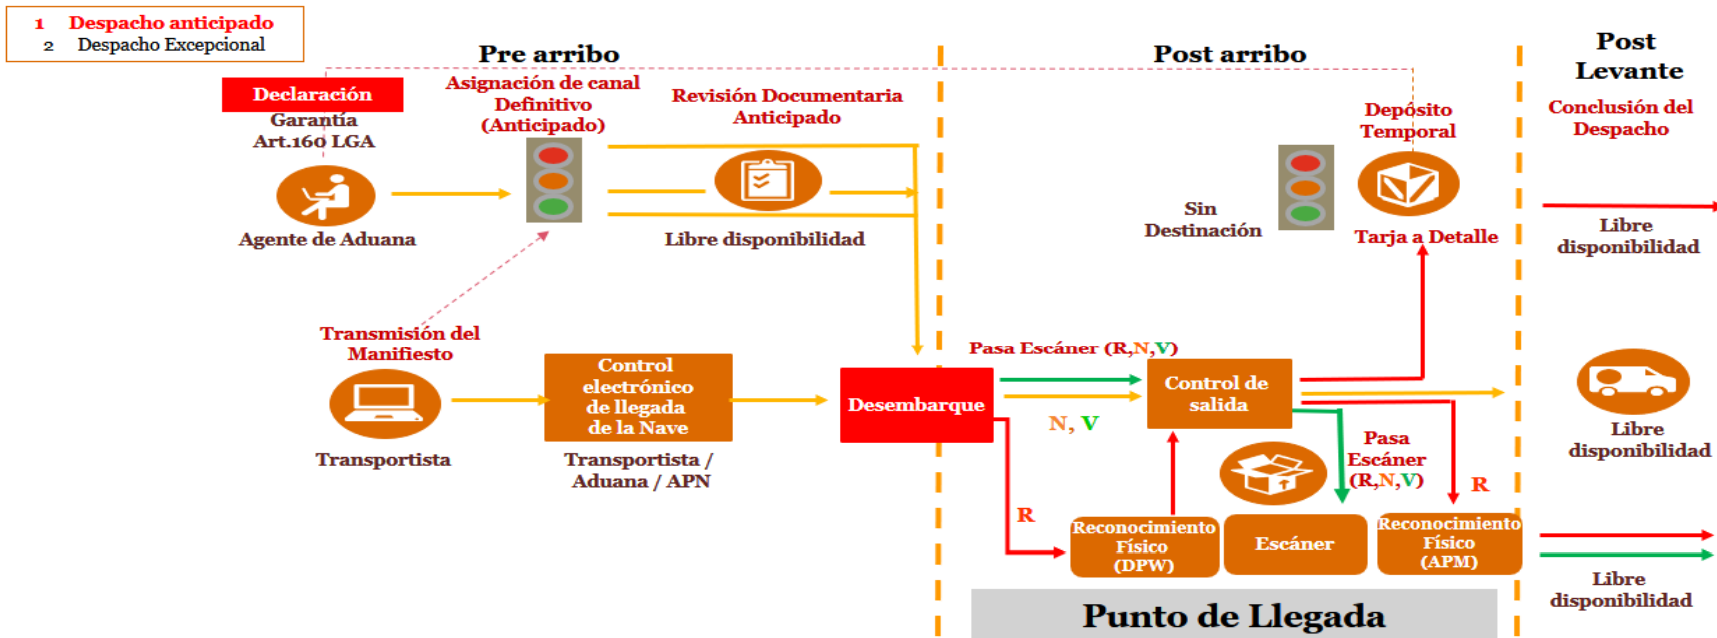 1 Despacho anticipado
2 Despacho Excepcional
Pre arribo
Post arribo
Post
Levante
Declaración
Garantía
Art.160 LGA
Agente de Aduana
Asignación de canal
Definitivo
(Anticipado)
Revisión Documentaria
Anticipado
Libre disponibilidad
Sin
Destinación
Depósito
Temporal
Tarja a Detalle
Conclusión del
Despacho
Libre
disponibilidad
Transmisión del
Manifiesto
Transportista
Control
electrónico
de llegada
de la Nave
Transportista /
Aduana / APN
Desembarque
Pasa Escáner (R,N,V)
N, V
Control de
salida
Pasa
Escáner
(R,N,V)
R
R
Reconocimiento
Físico
(DPW)
Escáner
Reconocimiento
Físico
(APM)
Libre
disponibilidad
Libre
disponibilidad
Punto de Llegada